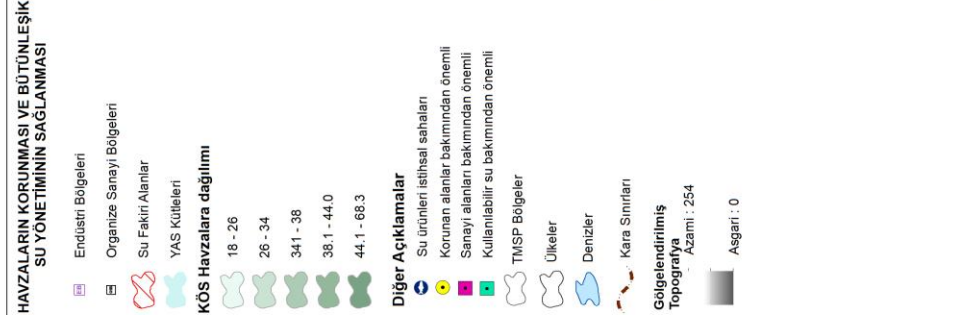 HAVZALARIN KORUNMASI VE BÜTÜNLEŞİK
SU YÖNETİMİNİN SAĞLANMASI
Endüstri Bölgeleri
Organize Sanayi Bölgeleri
Su Fakiri Alanlar
YAS Kütleleri
KÖS Havzalara dağılımı
18 - 26
26 - 34
341 - 38
38.1 - 44.0
44.1 - 68.3
Diğer Açıklamalar
Su ürünleri istihsal sahaları
Korunan alanlar bakımından önemli
Sanayi alanları bakımından önemli
Kullanılabilir su bakımından önemli
TMSP Bölgeler
Ülkeler
Denizler
Kara Sınırları
Gölgelendirilmiş
Topografya
Azami : 254
Asgari : 0